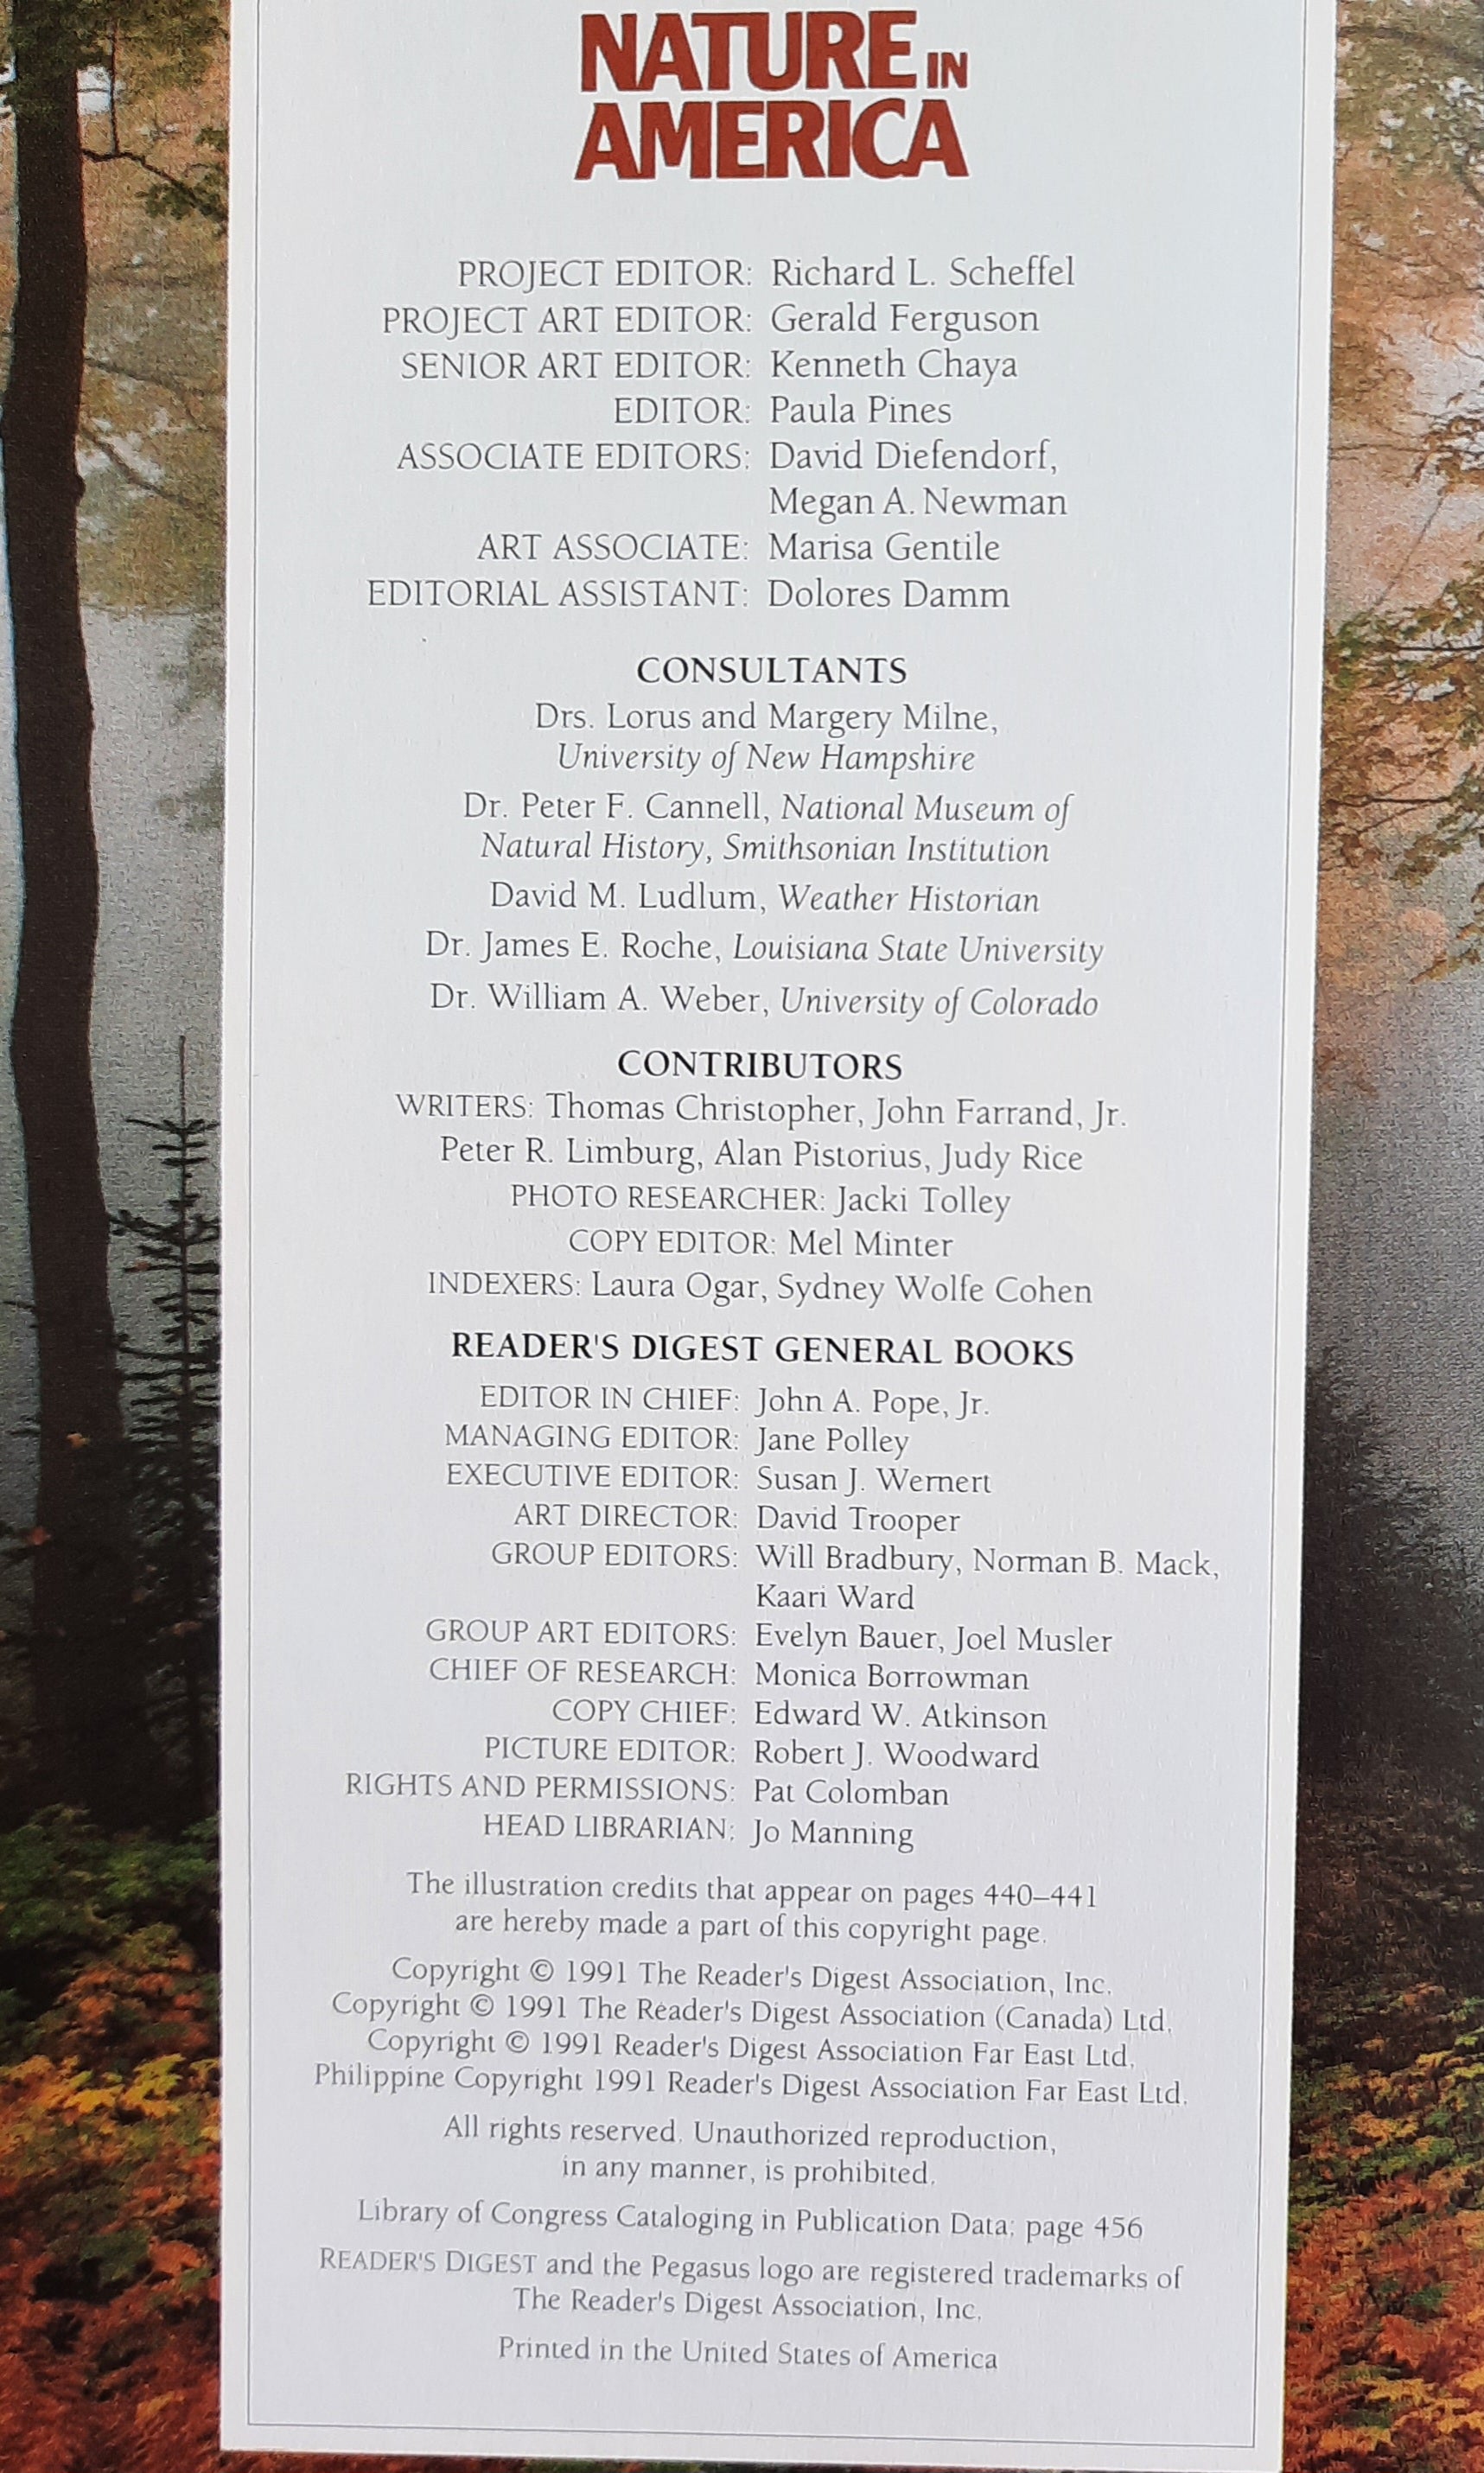 NATURE IN
AMERICA
PROJECT EDITOR: Richard L. Scheffel
PROJECT ART EDITOR: Gerald Ferguson
SENIOR ART EDITOR: Kenneth Chaya
EDITOR: Paula Pines
ASSOCIATE EDITORS: David Diefendorf,
Megan A. Newman
ART ASSOCIATE: Marisa Gentile
EDITORIAL ASSISTANT: Dolores Damm
CONSULTANTS
Drs. Lorus and Margery Milne,
University of New Hampshire
Dr. Peter F. Cannell, National Museum of
Natural History, Smithsonian Institution
David M. Ludlum, Weather Historian
Dr. James E. Roche, Louisiana State University
Dr. William A. Weber, University of Colorado
CONTRIBUTORS
WRITERS: Thomas Christopher, John Farrand, Jr.
Peter R. Limburg, Alan Pistorius, Judy Rice
PHOTO RESEARCHER: Jacki Tolley
COPY EDITOR: Mel Minter
INDEXERS: Laura Ogar, Sydney Wolfe Cohen
READER'S DIGEST GENERAL BOOKS
EDITOR IN CHIEF: John A. Pope, Jr.
MANAGING EDITOR: Jane Polley
EXECUTIVE EDITOR: Susan J. Wernert
ART DIRECTOR: David Trooper
GROUP EDITORS: Will Bradbury, Norman B. Mack,
Kaari Ward
GROUP ART EDITORS: Evelyn Bauer, Joel Musler
CHIEF OF RESEARCH: Monica Borrowman
COPY CHIEF: Edward W. Atkinson
PICTURE EDITOR: Robert J. Woodward
RIGHTS AND PERMISSIONS: Pat Colomban
HEAD LIBRARIAN: Jo Manning
The illustration credits that appear on pages 440–441
are hereby made a part of this copyright page.
Copyright © 1991 The Reader's Digest Association, Inc.
Copyright © 1991 The Reader's Digest Association (Canada) Ltd.
Copyright © 1991 Reader's Digest Association Far East Ltd.
Philippine Copyright 1991 Reader's Digest Association Far East Ltd.
All rights reserved. Unauthorized reproduction,
in any manner, is prohibited.
Library of Congress Cataloging in Publication Data: page 456
READER'S DIGEST and the Pegasus logo are registered trademarks of
The Reader's Digest Association, Inc.
Printed in the United States of America